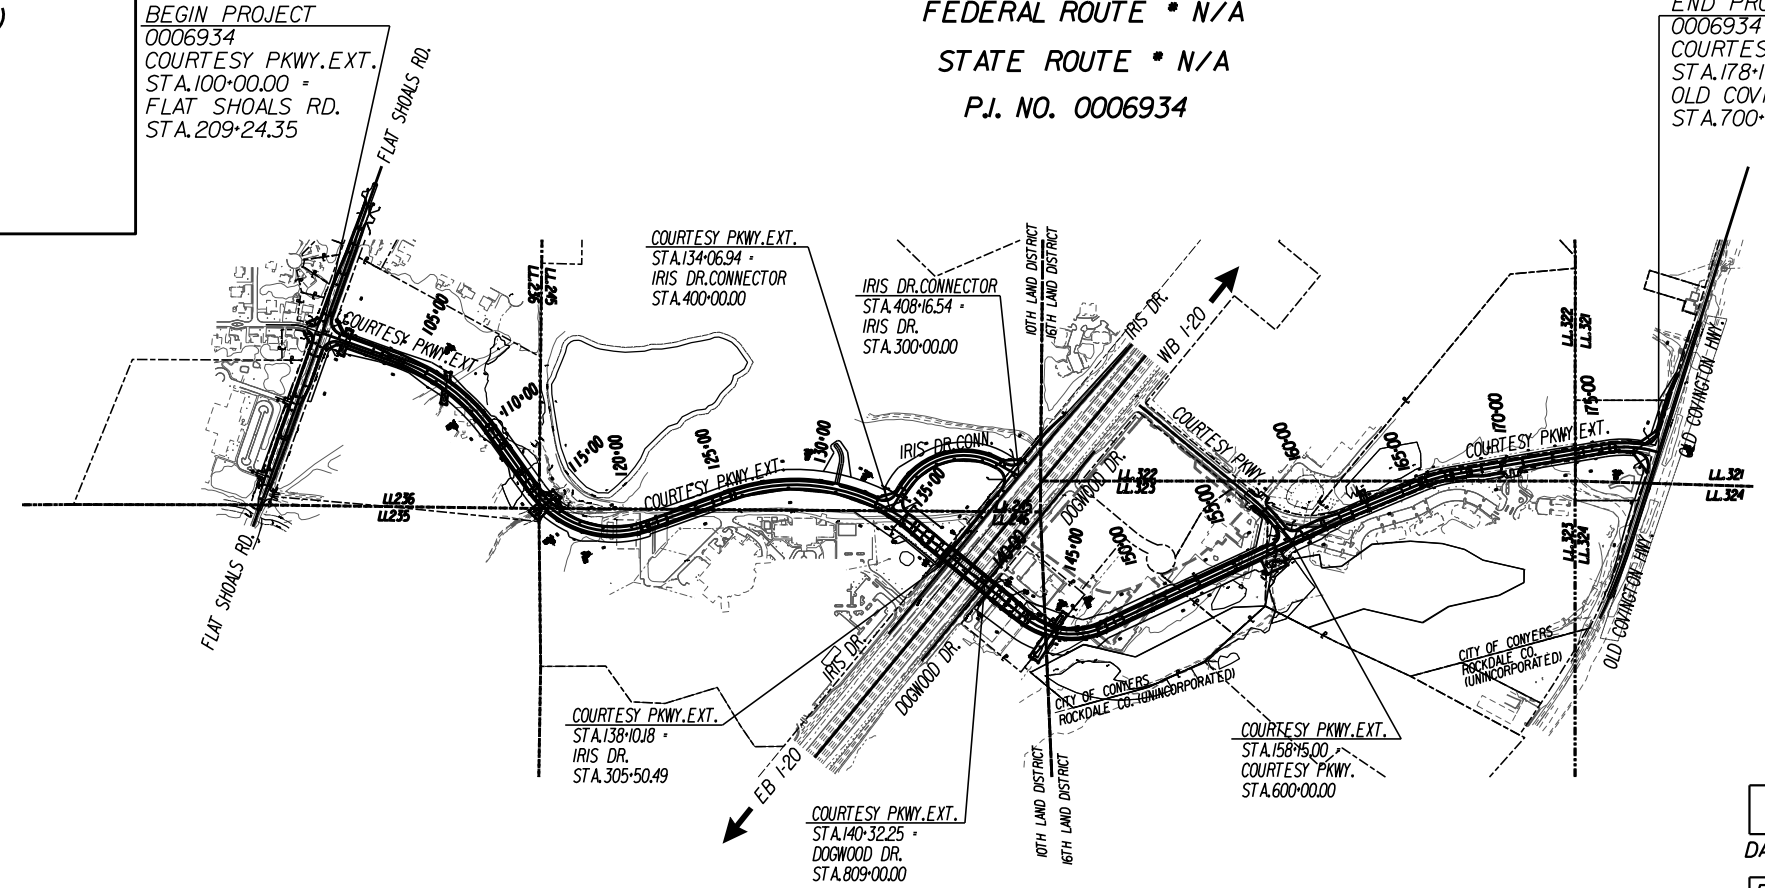 )
BEGIN PROJECT
0006934
COURTESY PKWY.EXT.
STA.100+00.00 =
FLAT SHOALS RD.
STA.209+24.35
FEDERAL ROUTE # N/A
STATE ROUTE # N/A
P.I. NO. 0006934
0006934
STA.178+1
STA.700+
FLAT SHOALS RD.
COURTESY PKWY.EXT.
STA.134+06.94 =
IRIS DR.CONNECTOR
STA.400+00.00
IRIS DR.CONNECTOR
STA.408+16.54 =
IRIS DR.
STA.300+00.00
10TH LAND DISTRICT
16TH LAND DISTRICT
LL.236
LL.245
LL.322
LL.321
IRIS DR.
WB I-20
105+00
COURTESY PKWY.EXT
110+00
115+00
120+00
125+00
130+00
COURTESY PKWY.EXT.
IRIS DR.CONN.
135+00
140+00
145+00
150+00
155+00
160+00
165+00
170+00
175+00
COURTESY PKWY.
COURTESY PKWY.EXT.
DOGWOOD DR.
OLD COVINGTON HWY.
LL.236
LL.235
LL.322
LL.323
LL.321
LL.324
LL.323
LL.324
FLAT SHOALS RD.
IRIS DR.
DOGWOOD DR.
EB I-20
OLD COVINGTON HWY.
CITY OF CONYERS
ROCKDALE CO. (UNINCORPORATED)
CITY OF CONYERS
ROCKDALE CO.
(UNINCORPORATED)
COURTESY PKWY.EXT.
STA.138+10.18 =
IRIS DR.
STA.305+50.49
COURTESY PKWY.EXT.
STA.140+32.25 =
DOGWOOD DR.
STA.809+00.00
COURTESY PKWY.EXT.
STA.158+15.00 =
COURTESY PKWY.
STA.600+00.00
10TH LAND DISTRICT
16TH LAND DISTRICT